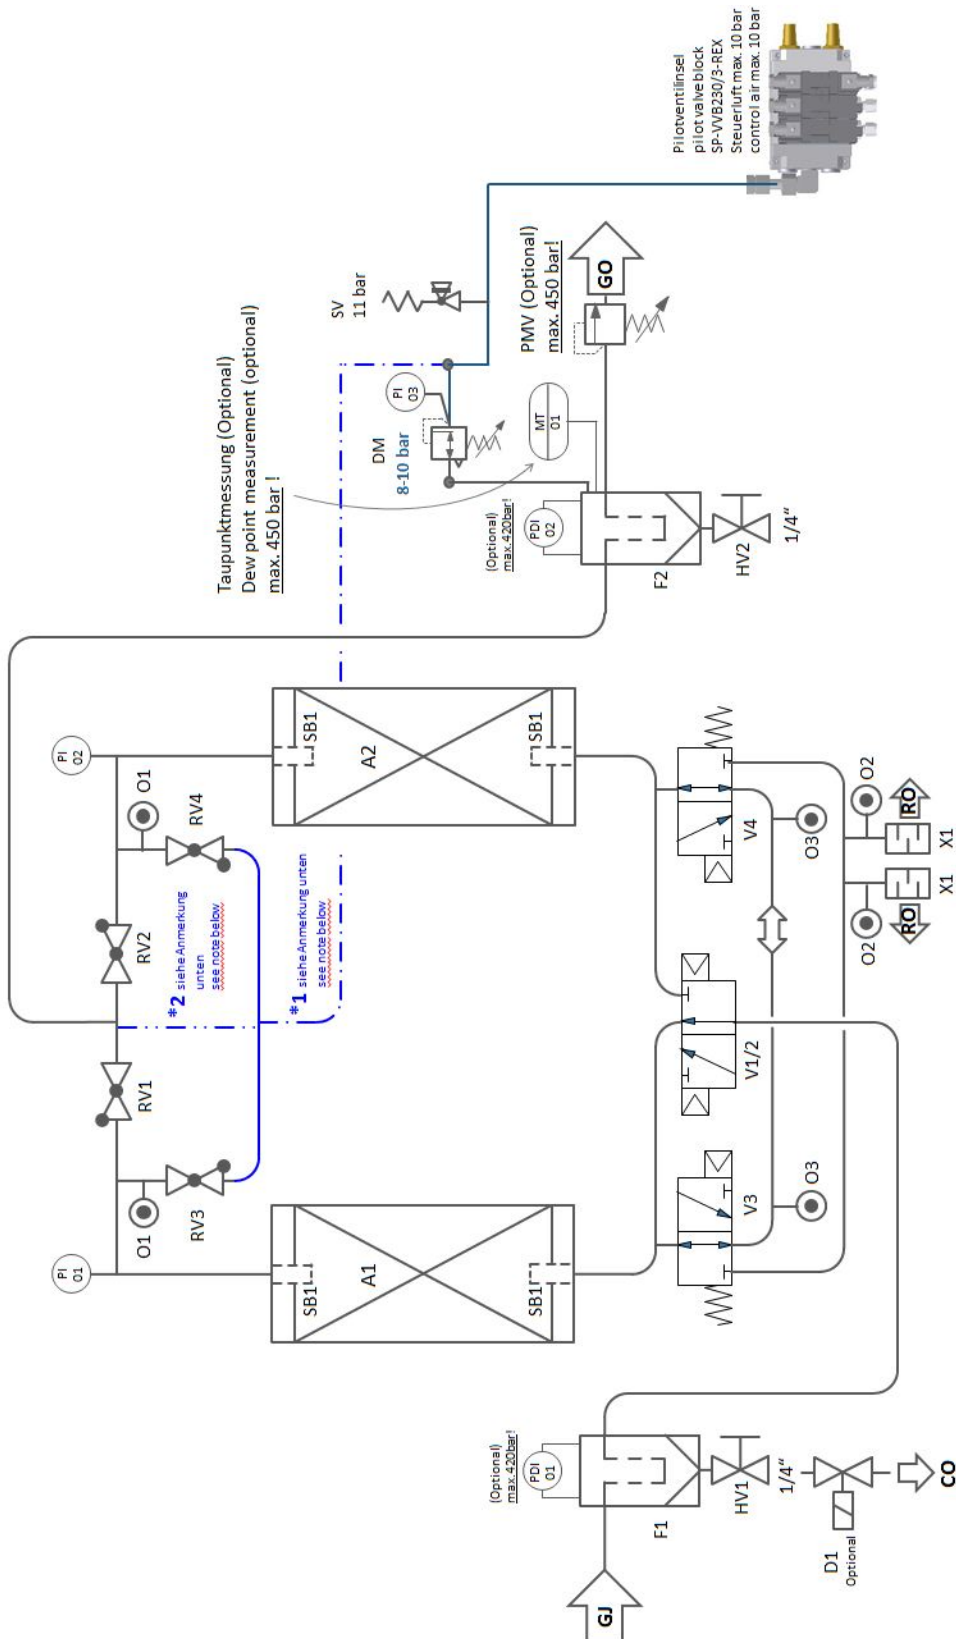 Pilotventilinsel
pilot valve block
SP-VVB230/3-REX
Steuerluft max. 10 bar
control air max. 10 bar
SV
11 bar
Taupunktmessung (Optional)
Dew point measurement (optional)
max. 450 bar !
PMV (Optional)
max. 450 bar!
GO
PI
03
DM
8-10 bar
MT
01
(Optional)
max. 420bar!
PDI
02
F2
HV2
1/4“
PI
02
O1
RV4
RV2
*2 siehe Anmerkung
unten
see note below
*1 siehe Anmerkung unten
see note below
RV1
RV3
O1
PI
01
SB1
A2
SB1
SB1
A1
SB1
V4
V1/2
V3
O3
O3
O2
RO
X1
O2
RO
X1
(Optional)
max. 420bar!
PDI
01
F1
HV1
1/4“
D1
Optional
CO
GJ